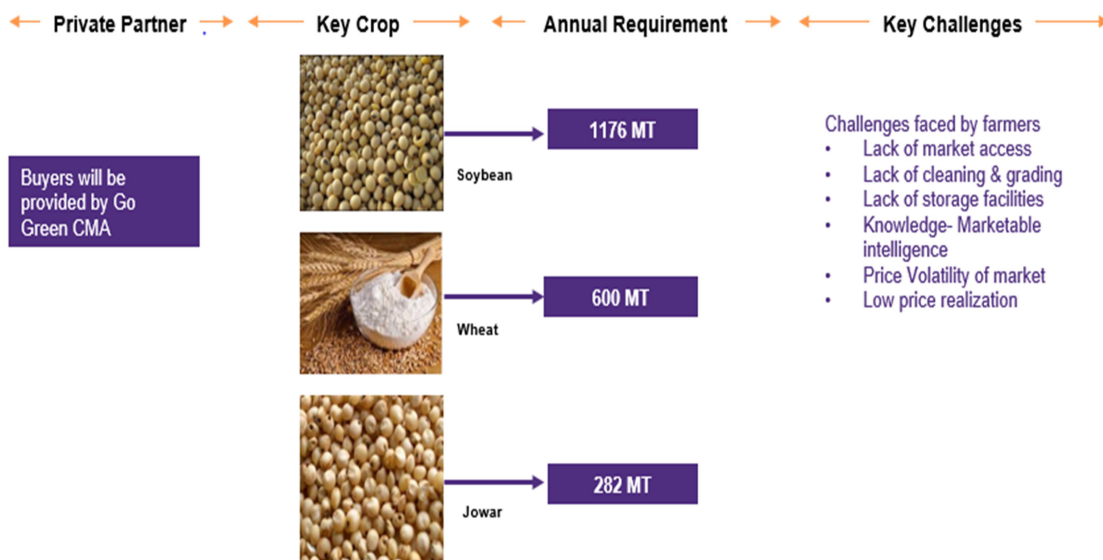 Private Partner
Key Crop
Annual Requirement
Key Challenges
Buyers will be
provided by Go
Green CMA
Soybean
1176 MT
Wheat
600 MT
Jowar
282 MT
Challenges faced by farmers
• Lack of market access
• Lack of cleaning & grading
• Lack of storage facilities
• Knowledge- Marketable
intelligence
• Price Volatility of market
• Low price realization